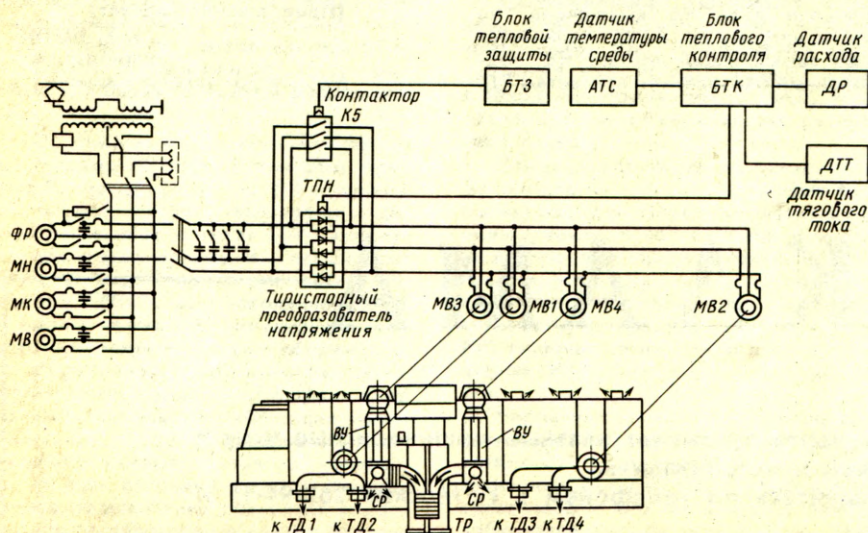 Блок
тепловой
защиты
БТЗ
Датчик
температуры
среды
АТС
Блок
теплового
контроля
БТК
Датчик
расхода
ДР
Контактор
К5
ДТТ
Датчик
тягового
тока
ТПН
ФР
МН
МК
МВ
Тиристорный
преобразователь
напряжения
МВ3
МВ1
МВ4
МВ2
ВУ
ВУ
СР
СР
к ТД1
к ТД2
ТР
к ТД3
к ТД4